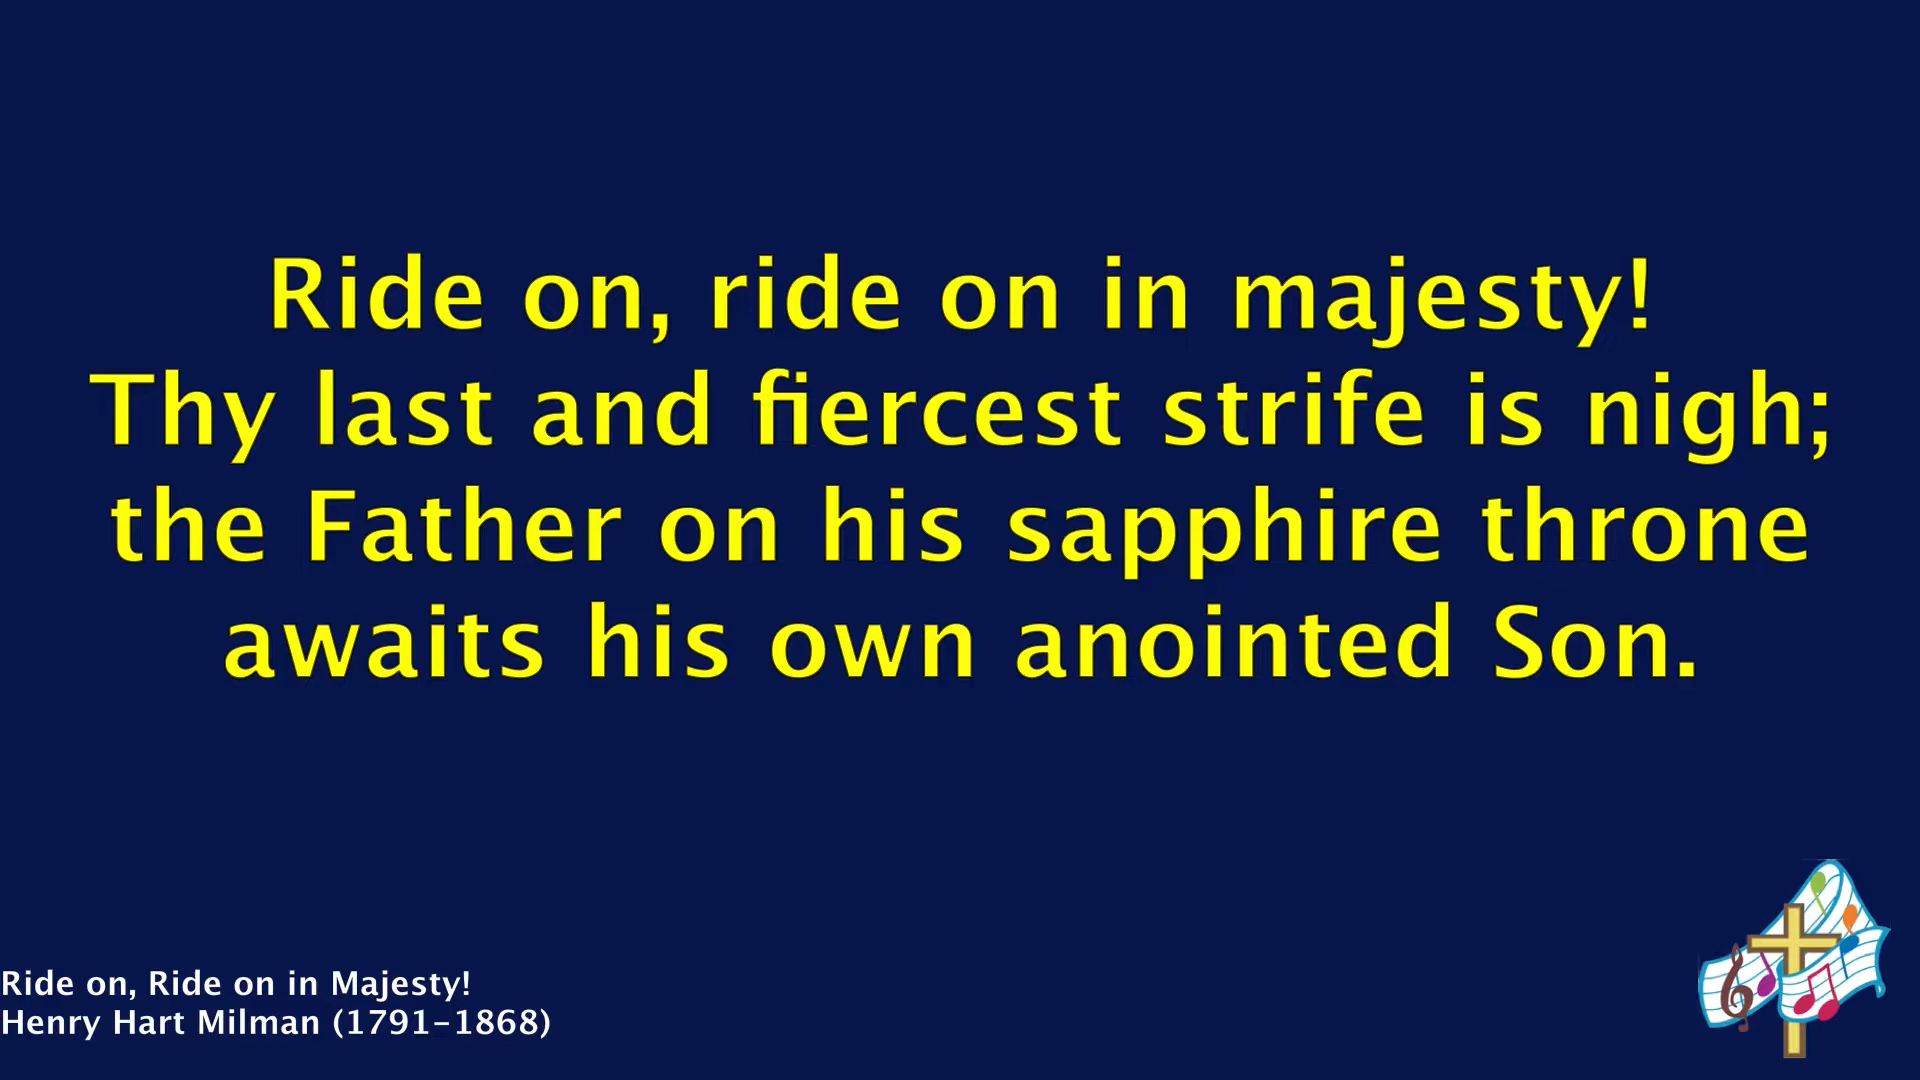 Ride on, ride on in majesty!
Thy last and fiercest strife is nigh;
the Father on his sapphire throne
awaits his own anointed Son.
Ride on, Ride on in Majesty!
Henry Hart Milman (1791-1868)